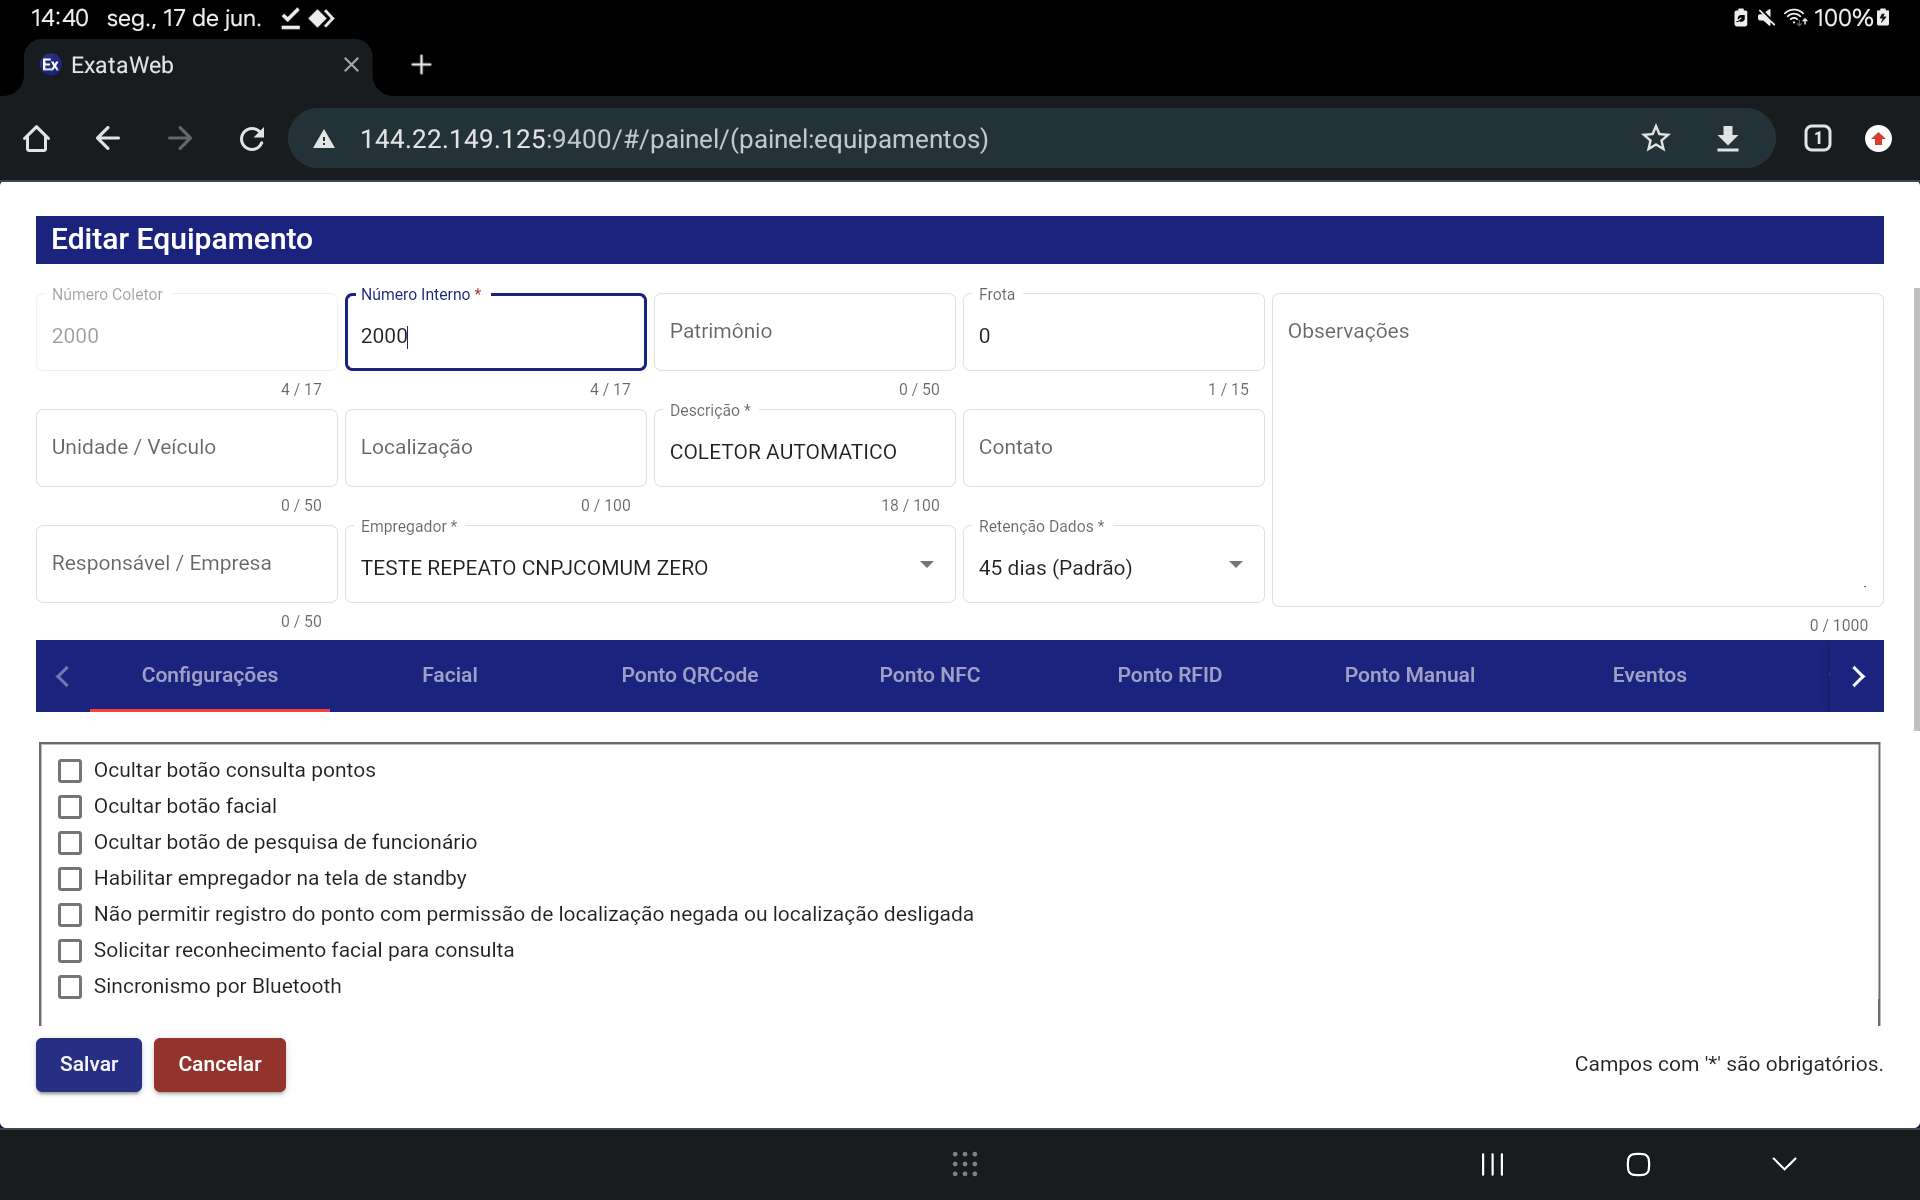 14:40 seg., 17 de jun. 100%
Ex ExataWeb
144.22.149.125:9400/#/painel/(painel:equipamentos) 1
Editar Equipamento
Número Coletor Número Interno * Frota
2000 2000 Patrimônio 0 Observações
4 / 17 4 / 17 0 / 50 1 / 15
Descrição *
Unidade / Veículo Localização COLETOR AUTOMATICO Contato
0 / 50 0 / 100 18 / 100
Empregador * Retenção Dados *
Responsável / Empresa TESTE REPEATO CNPJCOMUM ZERO 45 dias (Padrão)
0 / 50 0 / 1000
Configurações Facial Ponto QRCode Ponto NFC Ponto RFID Ponto Manual Eventos
Ocultar botão consulta pontos
Ocultar botão facial
Ocultar botão de pesquisa de funcionário
Habilitar empregador na tela de standby
Não permitir registro do ponto com permissão de localização negada ou localização desligada
Solicitar reconhecimento facial para consulta
Sincronismo por Bluetooth
Salvar Cancelar Campos com '*' são obrigatórios.